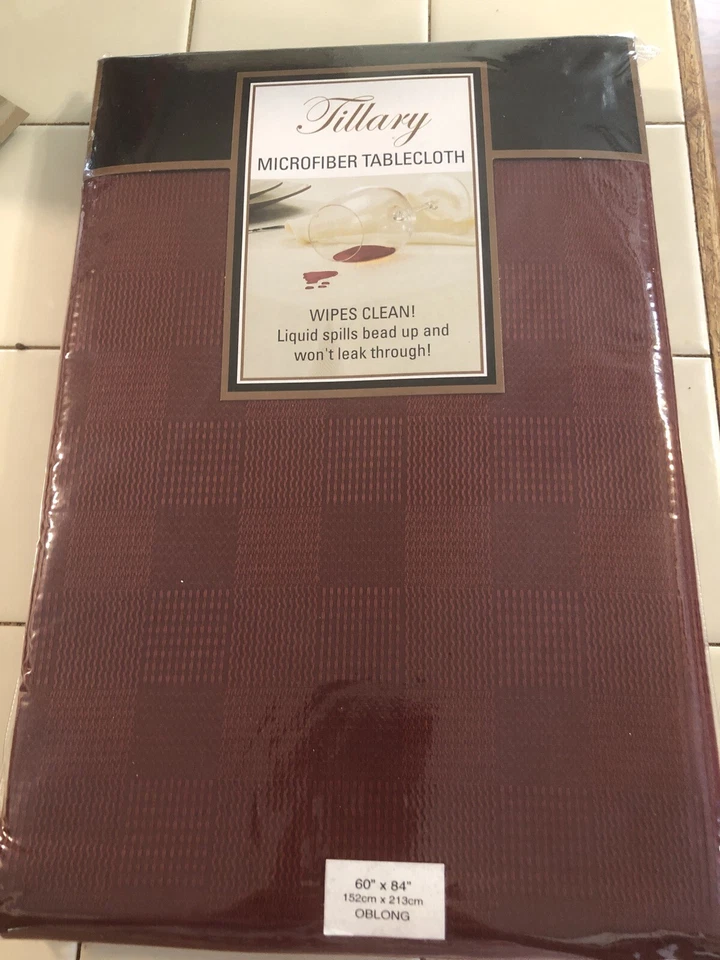 Tillary
MICROFIBER TABLECLOTH
WIPES CLEAN!
Liquid spills bead up and
won't leak through!
60" x 84"
152cm x 213cm
OBLONG